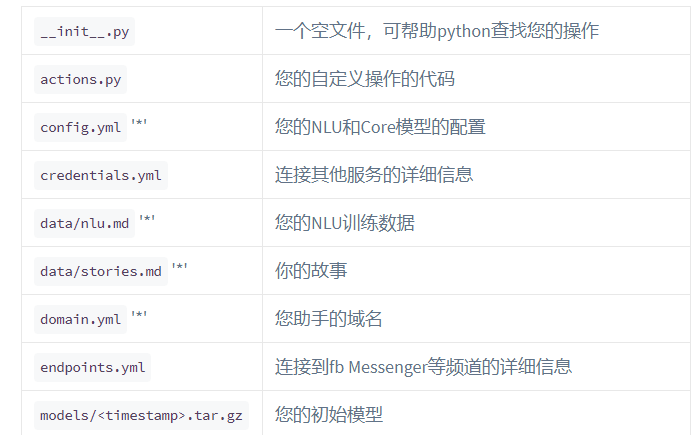 __init__.py 一个空文件，可帮助python查找您的操作
actions.py 您的自定义操作的代码
config.yml '*' 您的NLU和Core模型的配置
credentials.yml 连接其他服务的详细信息
data/nlu.md '*' 您的NLU训练数据
data/stories.md '*' 你的故事
domain.yml '*' 您助手的域名
endpoints.yml 连接到fb Messenger等频道的详细信息
models/<timestamp>.tar.gz 您的初始模型